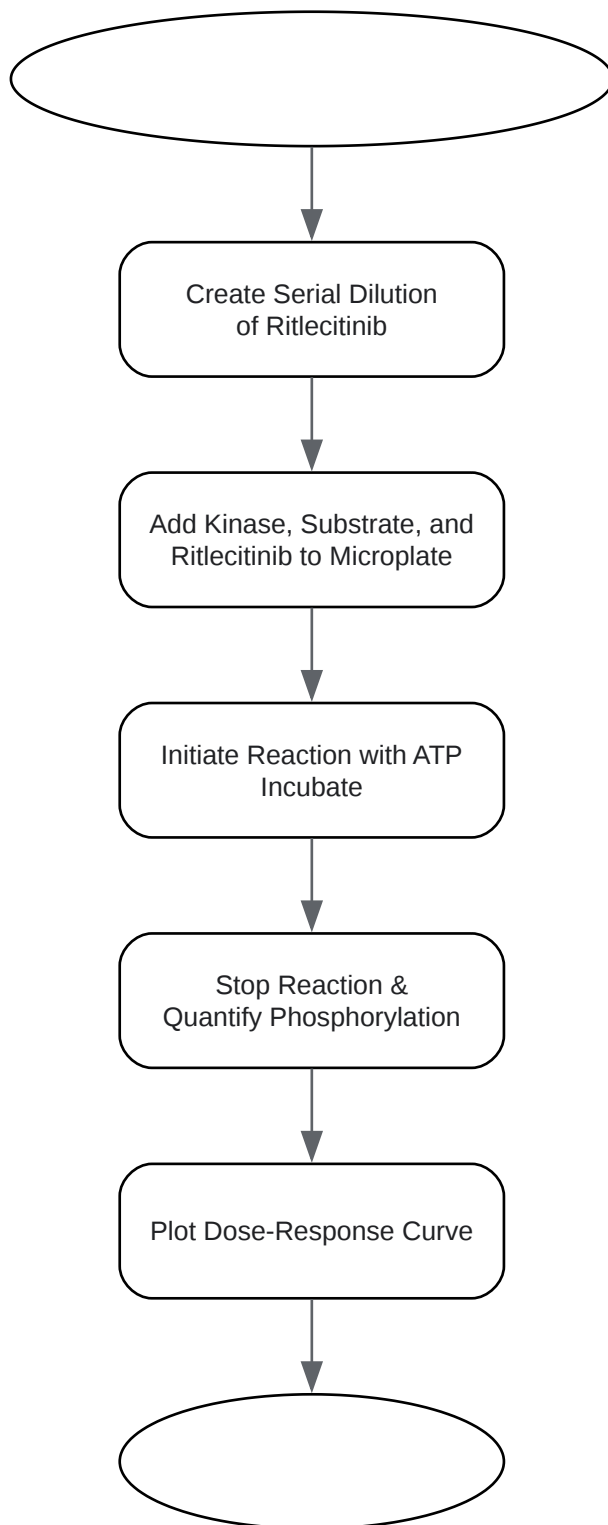 Create Serial Dilution
of Ritlecitinib
Add Kinase, Substrate, and
Ritlecitinib to Microplate
Initiate Reaction with ATP
Incubate
Stop Reaction &
Quantify Phosphorylation
Plot Dose-Response Curve